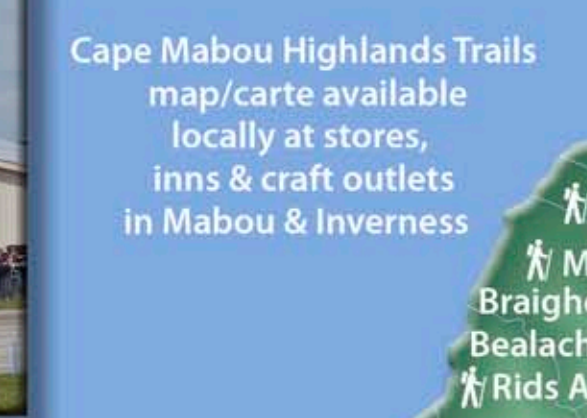 Cape Mabou Highlands Trails
map/carte available
locally at stores,
inns & craft outlets
in Mabou & Inverness
M
Braighe
Bealach
Rids A